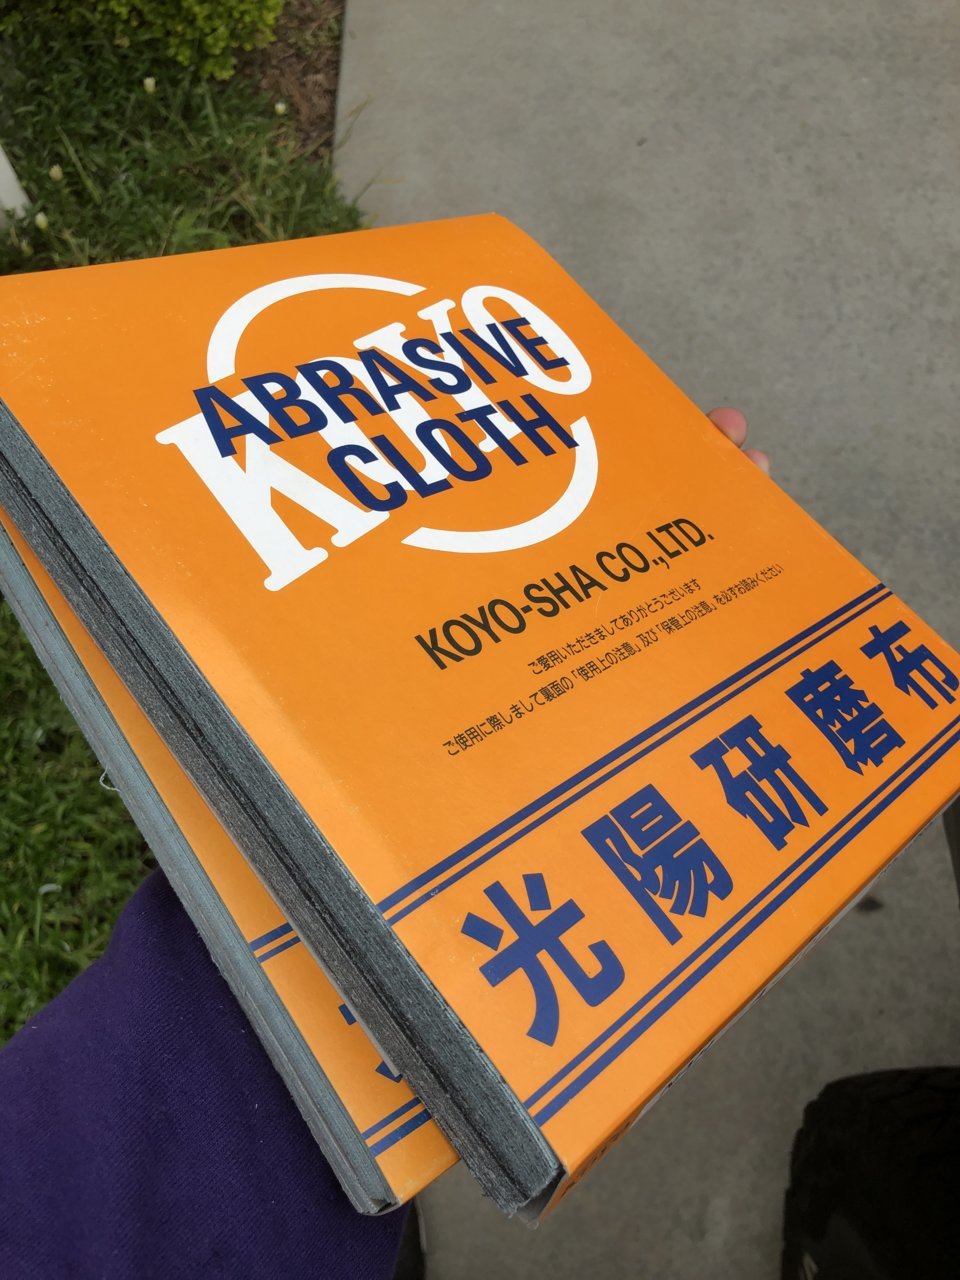 KOYO
ABRASIVE
CLOTH
KOYO-SHA CO.,LTD.
ご愛用いただきましてありがとうございます
ご使用に際しまして裏面の「使用上の注意」及び「保管上の注意」を必ずお読みください
光陽研磨布